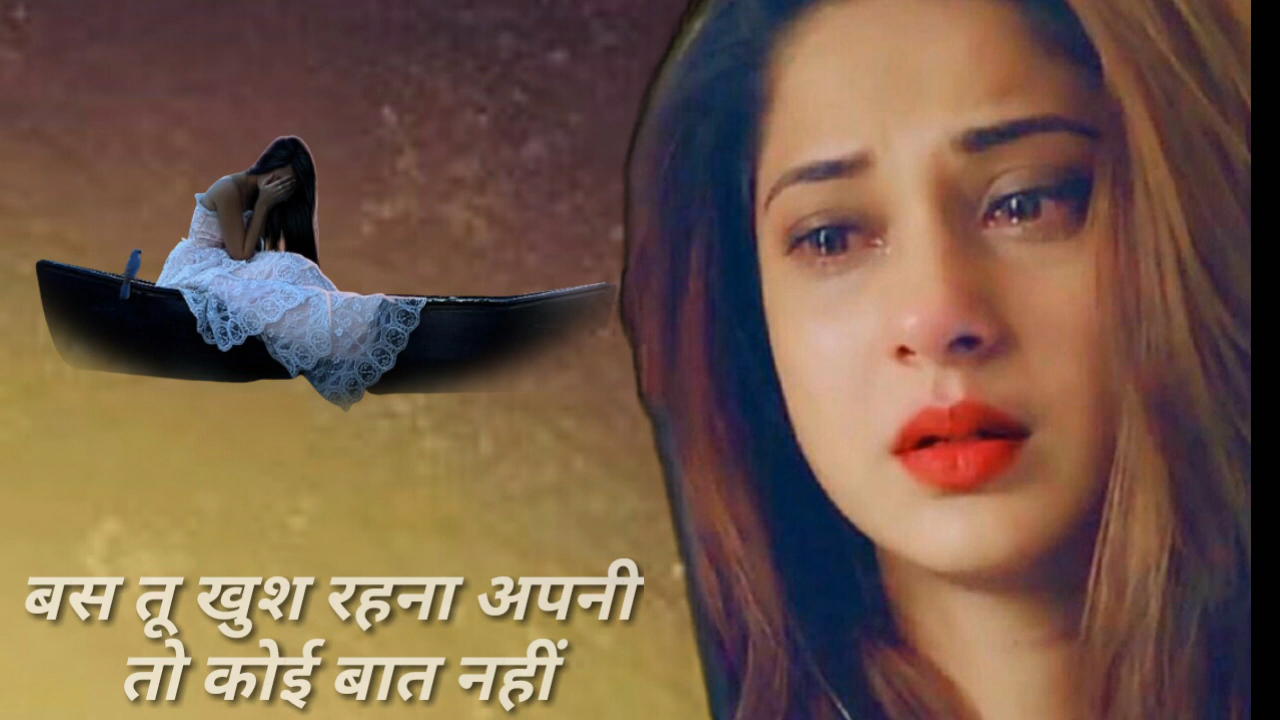 बस तू खुश रहना अपनी
तो कोई बात नहीं